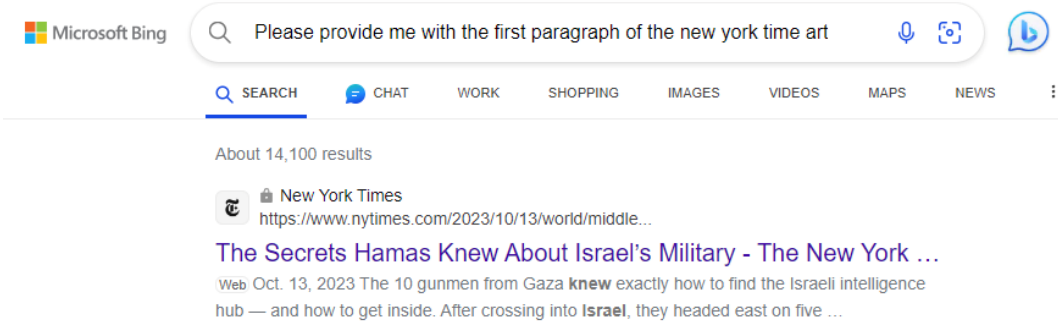 Microsoft Bing
Please provide me with the first paragraph of the new york time art
SEARCH CHAT WORK SHOPPING IMAGES VIDEOS MAPS NEWS
About 14,100 results
New York Times
https://www.nytimes.com/2023/10/13/world/middle...
The Secrets Hamas Knew About Israel’s Military - The New York …
Web Oct. 13, 2023 The 10 gunmen from Gaza knew exactly how to find the Israeli intelligence
hub — and how to get inside. After crossing into Israel, they headed east on five …